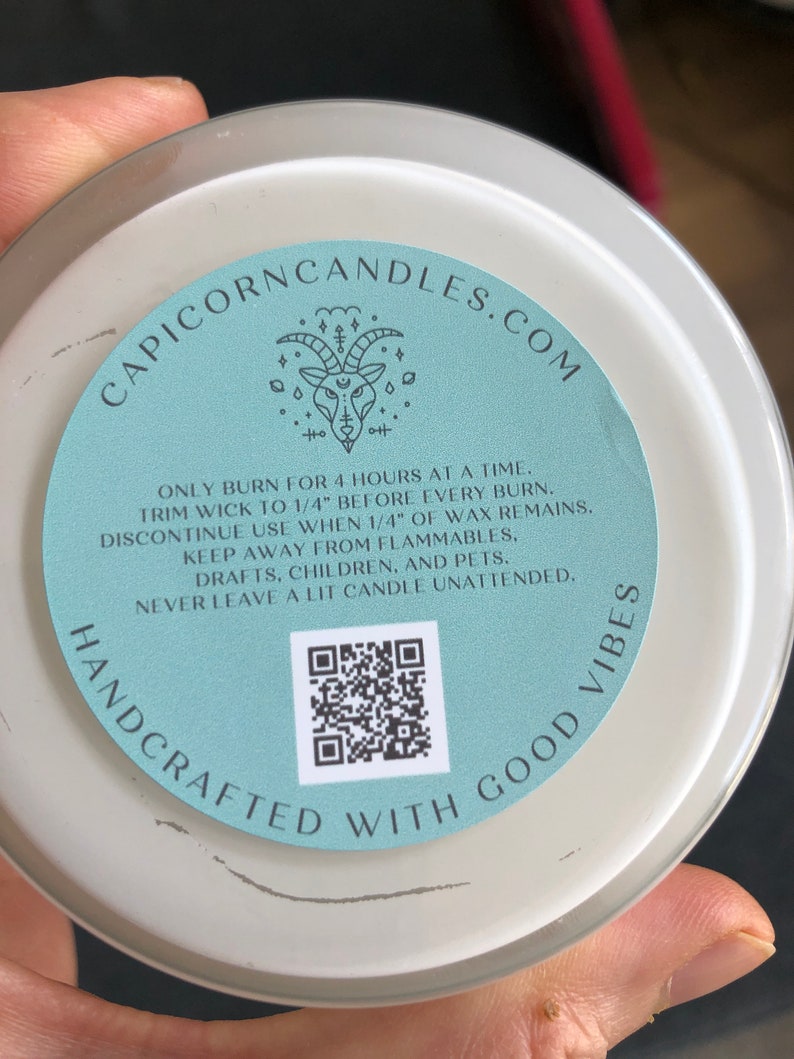 CAPICORNCANDLES.COM
ONLY BURN FOR 4 HOURS AT A TIME.
TRIM WICK TO 1/4" BEFORE EVERY BURN.
DISCONTINUE USE WHEN 1/4" OF WAX REMAINS.
KEEP AWAY FROM FLAMMABLES,
DRAFTS, CHILDREN, AND PETS.
NEVER LEAVE A LIT CANDLE UNATTENDED.
HANDCRAFTED WITH GOOD VIBES